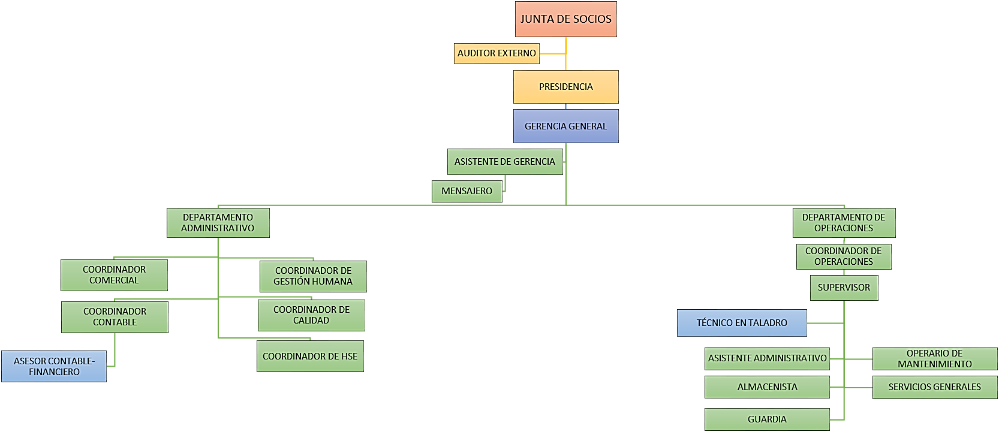 JUNTA DE SOCIOS
AUDITOR EXTERNO
PRESIDENCIA
GERENCIA GENERAL
ASISTENTE DE GERENCIA
MENSAJERO
DEPARTAMENTO
ADMINISTRATIVO
COORDINADOR
COMERCIAL
COORDINADOR DE
GESTIÓN HUMANA
COORDINADOR
CONTABLE
COORDINADOR DE
CALIDAD
ASESOR CONTABLE-
FINANCIERO
COORDINADOR DE HSE
DEPARTAMENTO DE
OPERACIONES
COORDINADOR DE
OPERACIONES
SUPERVISOR
TÉCNICO EN TALADRO
ASISTENTE ADMINISTRATIVO
OPERARIO DE
MANTENIMIENTO
ALMACENISTA
SERVICIOS GENERALES
GUARDIA